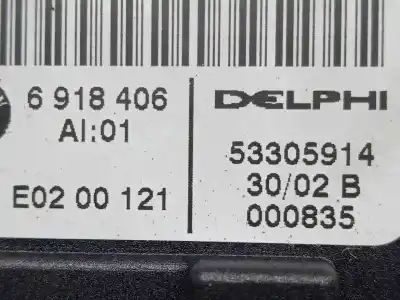 6 918 406
AI:01
E02 00 121
DELPHI
53305914
30/02 B
000835